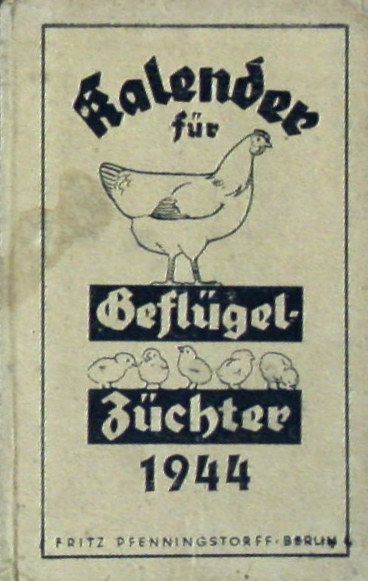 Kalender
für
Geflügel-
Züchter
1944
FRITZ PFENNINGSTORFF · BERLIN